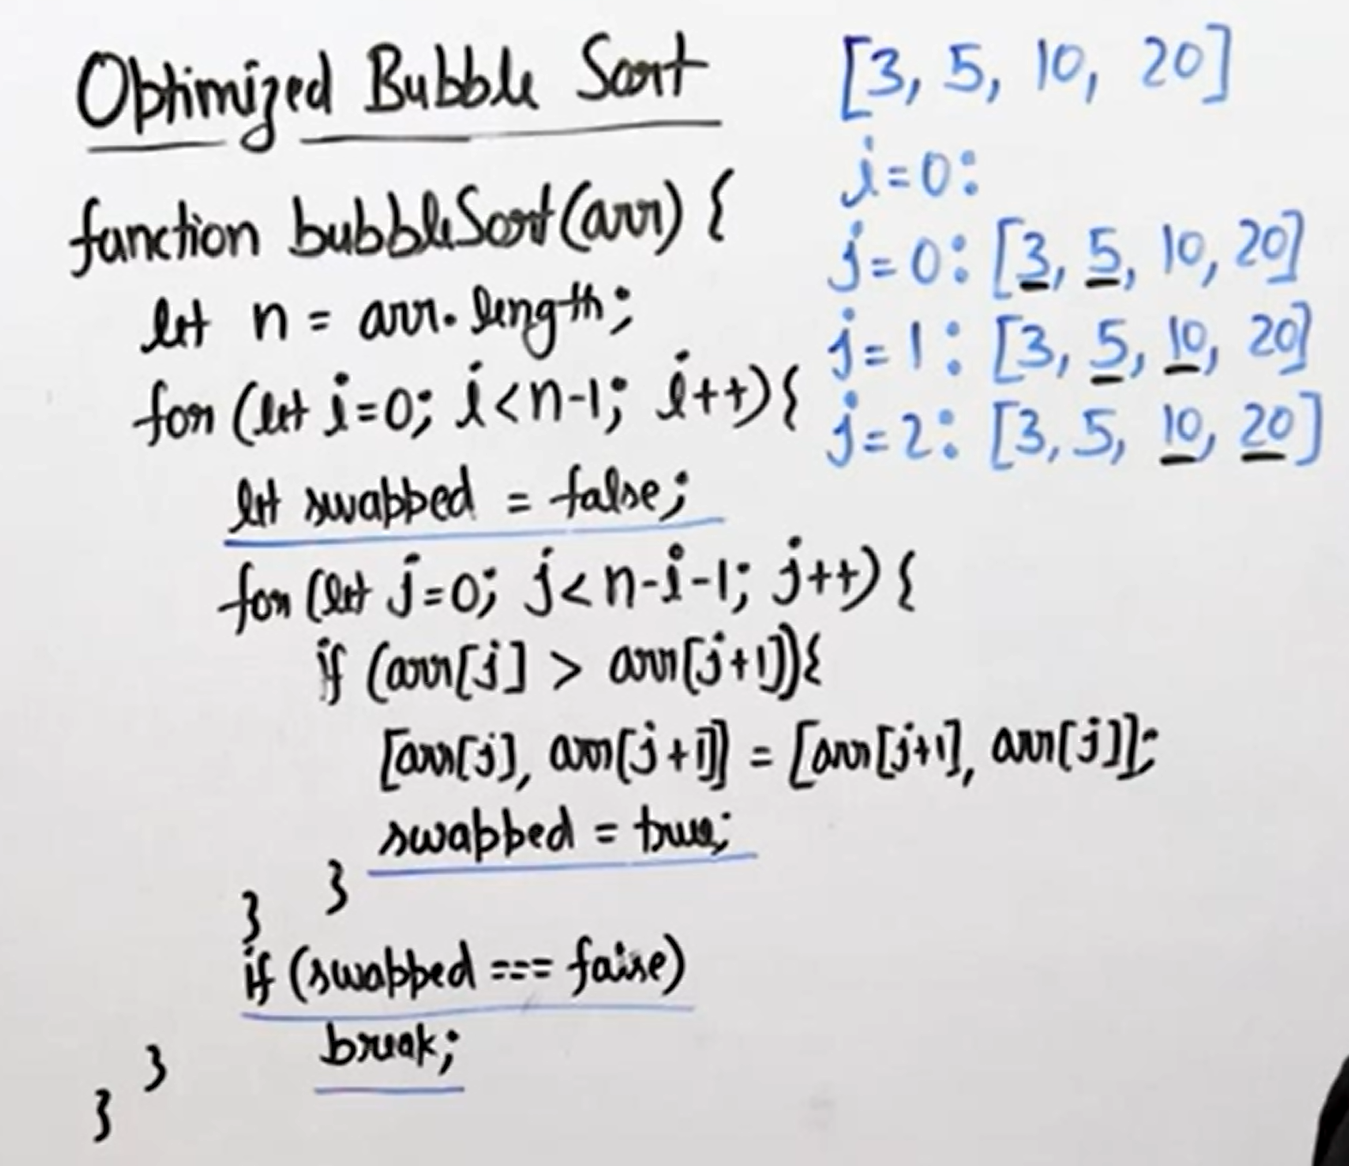 Optimized Bubble Sort
function bubbleSort(arr) {
let n = arr.length;
for (let i=0; i<n-1; i++){
let swapped = false;
for (let j=0; j<n-i-1; j++) {
if (arr[j] > arr[j+1]){
[arr[j], arr[j+1]] = [arr[j+1], arr[j]];
swapped = true;
}
}
if (swapped === false)
break;
}
}
[3, 5, 10, 20]
i=0:
j=0: [3, 5, 10, 20]
j=1: [3, 5, 10, 20]
j=2: [3, 5, 10, 20]